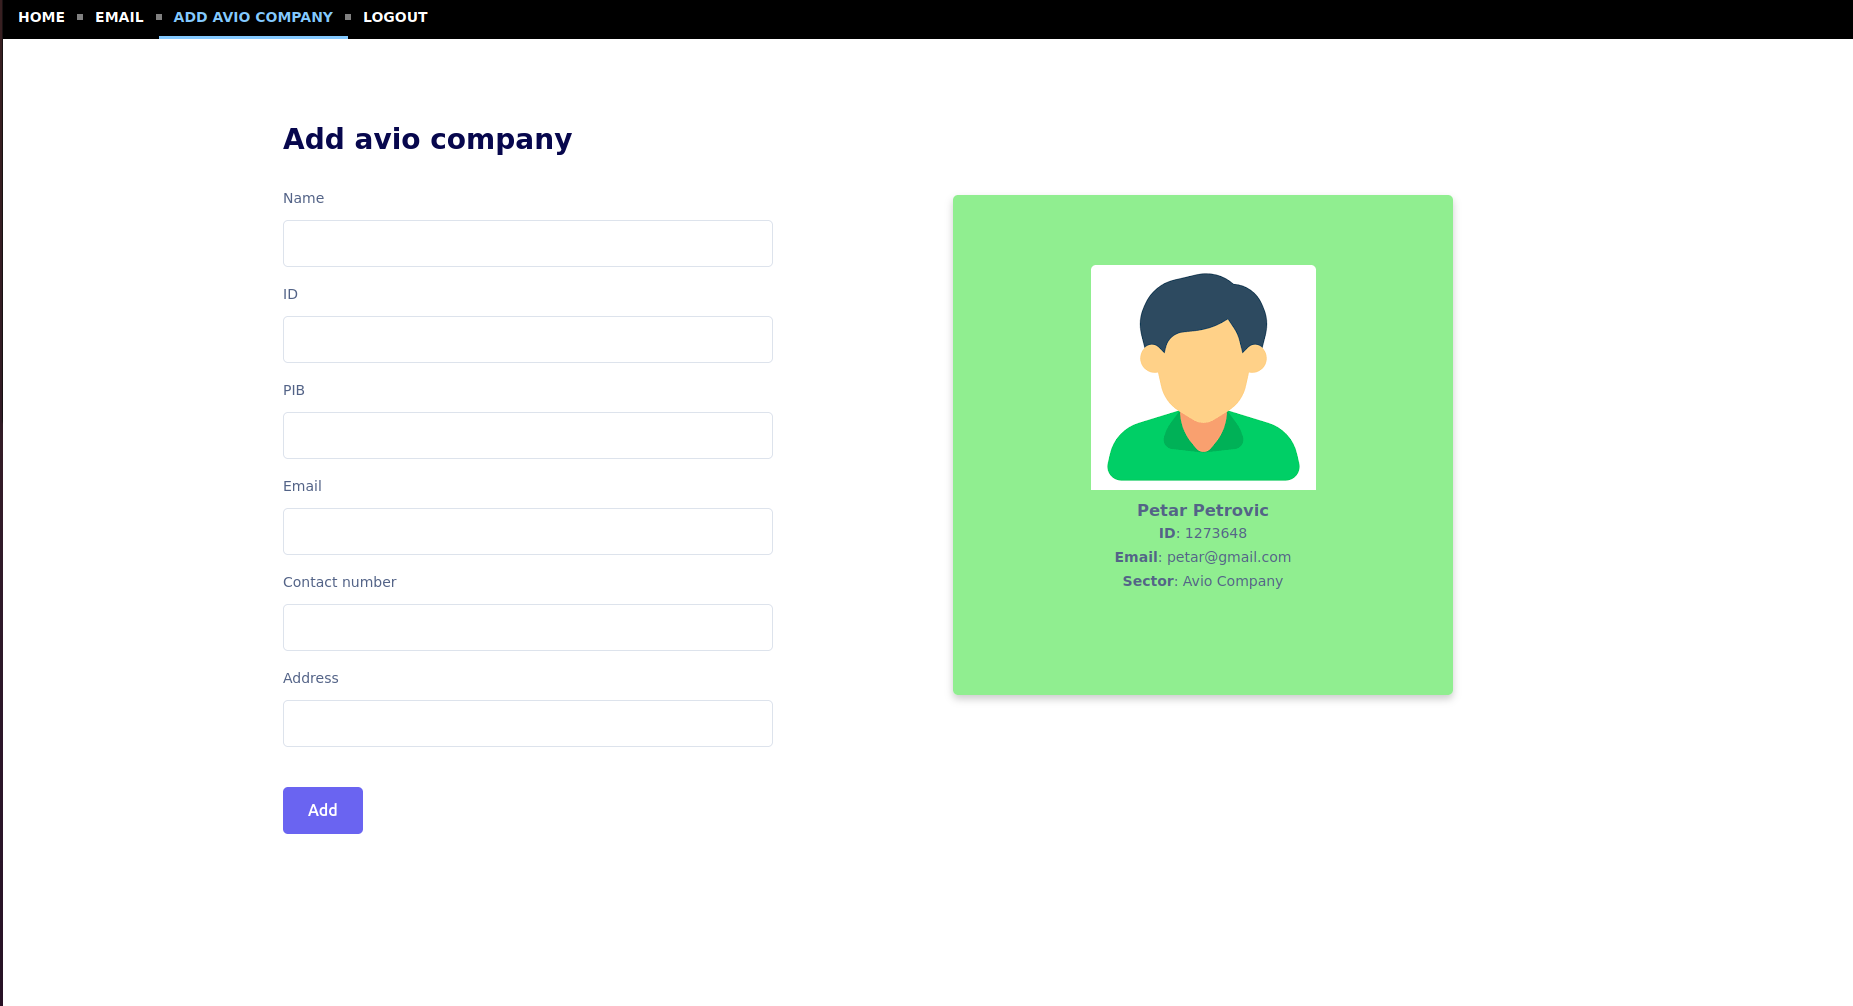 HOME EMAIL ADD AVIO COMPANY LOGOUT
Add avio company
Name
ID
PIB
Email
Contact number
Address
Add
Petar Petrovic
ID: 1273648
Email: petar@gmail.com
Sector: Avio Company